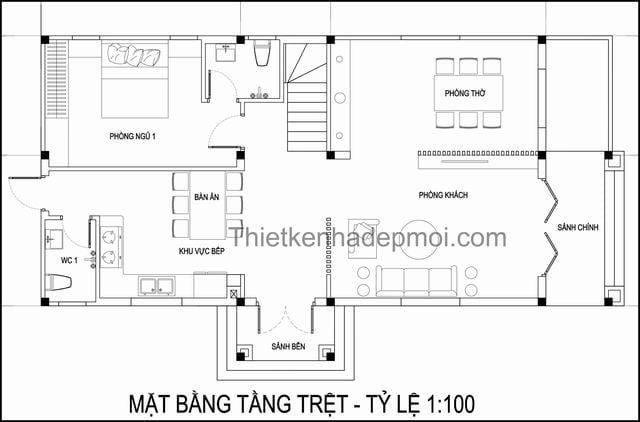 PHÒNG THỜ
PHÒNG NGỦ 1
PHÒNG KHÁCH
BÀN ĂN
SẢNH CHÍNH
Thietkenhadepmoi.com
KHU VỰC BẾP
WC 1
SẢNH BÊN
MẶT BẰNG TẦNG TRỆT - TỶ LỆ 1:100